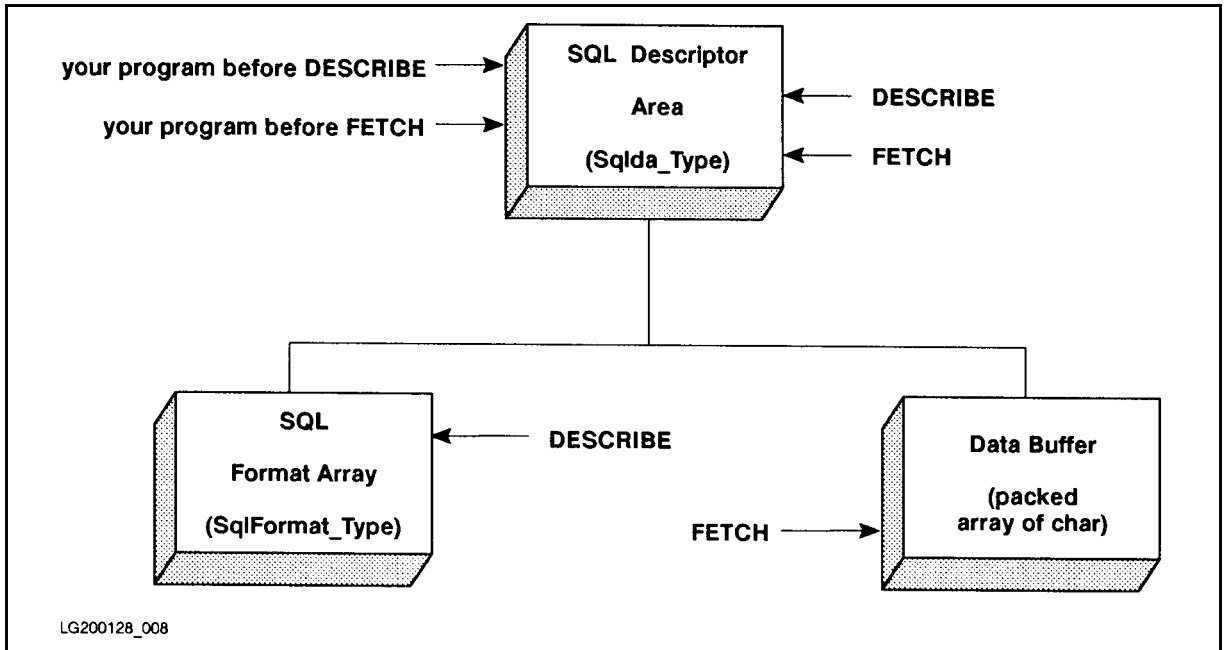 your program before DESCRIBE
your program before FETCH
SQL Descriptor
Area
(Sqlda_Type)
DESCRIBE
FETCH
SQL
Format Array
(SqlFormat_Type)
DESCRIBE
FETCH
Data Buffer
(packed
array of char)
LG200128_008